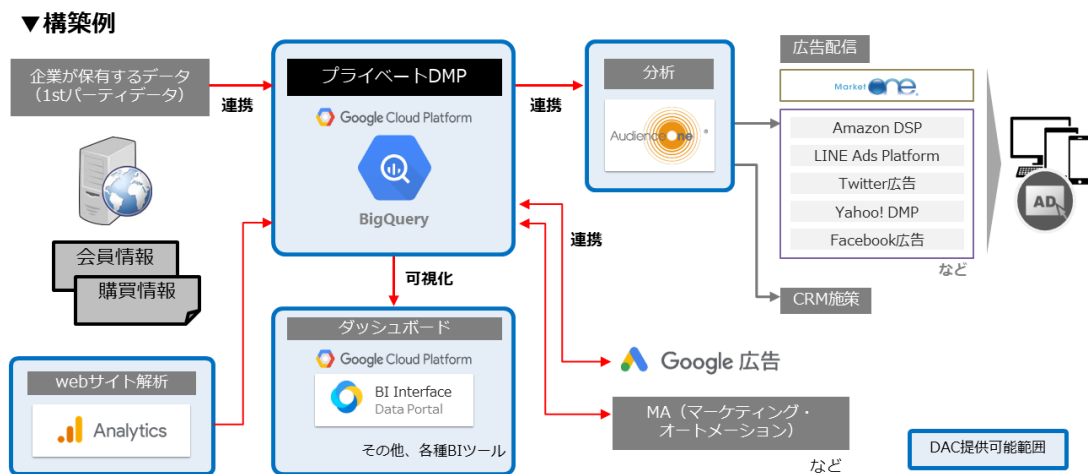 ▼構築例
企業が保有するデータ
（1stパーティデータ）
連携
会員情報
購買情報
webサイト解析
Analytics
プライベートDMP
Google Cloud Platform
BigQuery
連携
可視化
ダッシュボード
Google Cloud Platform
BI Interface
Data Portal
その他、各種BIツール
分析
AudienceOne®
連携
広告配信
MarketOne®
Amazon DSP
LINE Ads Platform
Twitter広告
Yahoo! DMP
Facebook広告
など
CRM施策
AD
Google 広告
MA（マーケティング・
オートメーション）
など
DAC提供可能範囲